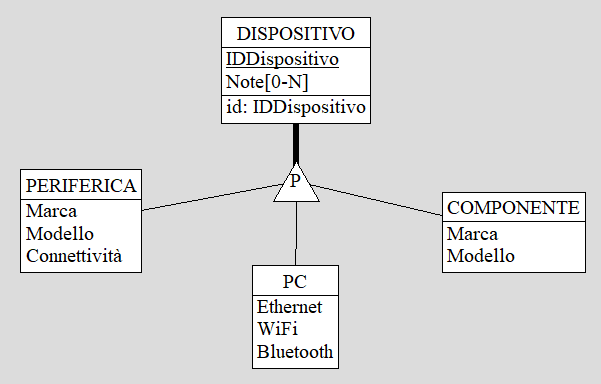 DISPOSITIVO
IDDispositivo
Note[0-N]
id: IDDispositivo
P
PERIFERICA
Marca
Modello
Connettività
PC
Ethernet
WiFi
Bluetooth
COMPONENTE
Marca
Modello